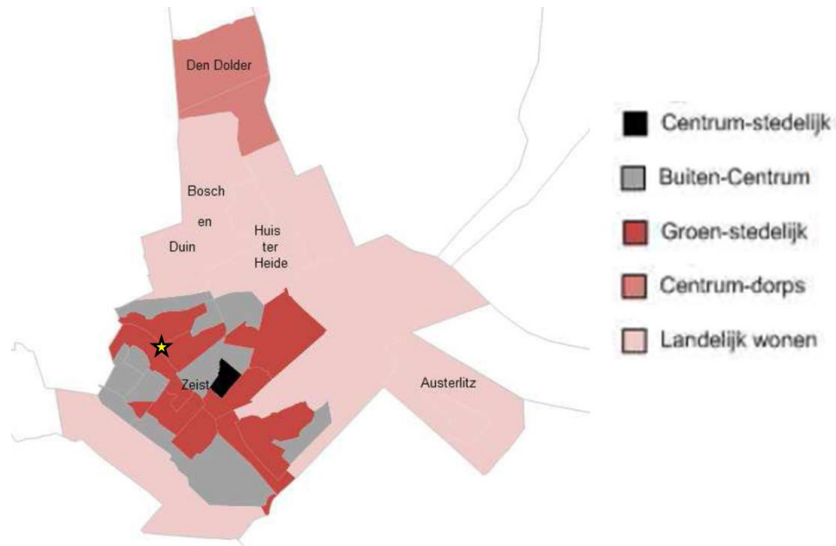 Den Dolder
Bosch
en
Duin
Huis
ter
Heide
Zeist
Austerlitz
Centrum-stedelijk
Buiten-Centrum
Groen-stedelijk
Centrum-dorps
Landelijk wonen